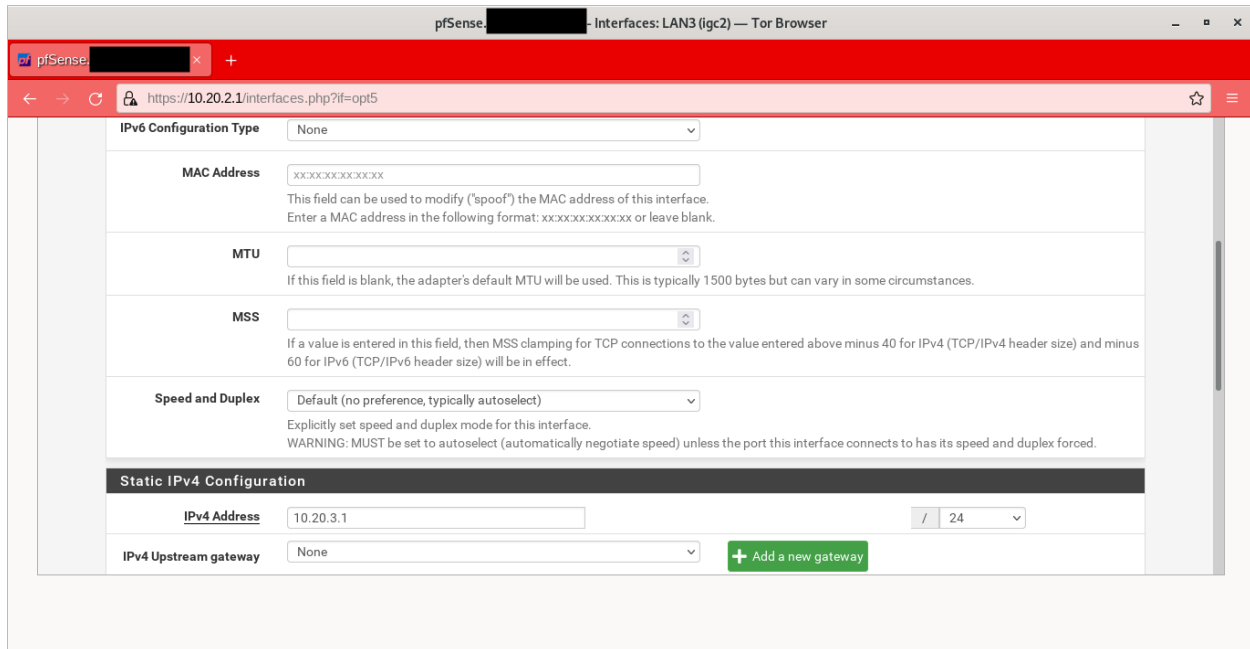 pfSense. - Interfaces: LAN3 (igc2) — Tor Browser
pfSense.
https://10.20.2.1/interfaces.php?if=opt5
IPv6 Configuration Type None
MAC Address xx:xx:xx:xx:xx:xx
This field can be used to modify ("spoof") the MAC address of this interface.
Enter a MAC address in the following format: xx:xx:xx:xx:xx:xx or leave blank.
MTU
If this field is blank, the adapter's default MTU will be used. This is typically 1500 bytes but can vary in some circumstances.
MSS
If a value is entered in this field, then MSS clamping for TCP connections to the value entered above minus 40 for IPv4 (TCP/IPv4 header size) and minus
60 for IPv6 (TCP/IPv6 header size) will be in effect.
Speed and Duplex Default (no preference, typically autoselect)
Explicitly set speed and duplex mode for this interface.
WARNING: MUST be set to autoselect (automatically negotiate speed) unless the port this interface connects to has its speed and duplex forced.
Static IPv4 Configuration
IPv4 Address 10.20.3.1 / 24
IPv4 Upstream gateway None + Add a new gateway